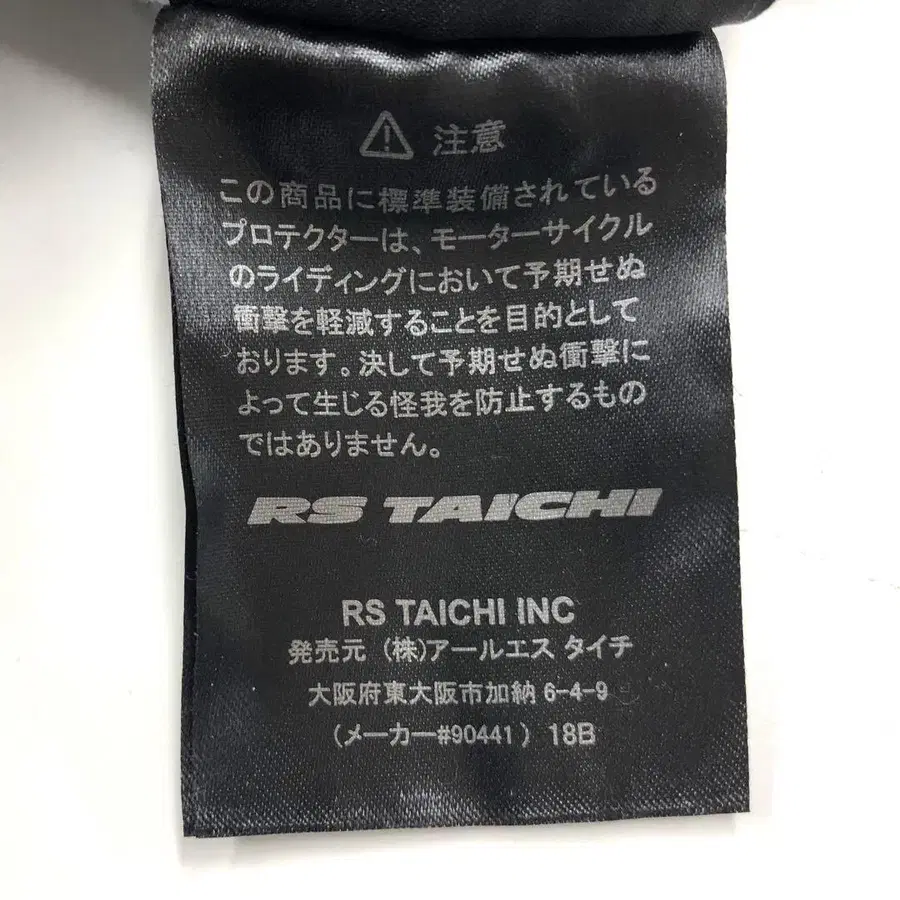 注意
この商品に標準装備されている
プロテクターは、モーターサイクル
のライディングにおいて予期せぬ
衝撃を軽減することを目的として
おります。決して予期せぬ衝撃に
よって生じる怪我を防止するもの
ではありません。
RS TAICHI
RS TAICHI INC
発売元 (株)アールエス タイチ
大阪府東大阪市加納 6-4-9
(メーカー#90441) 18B